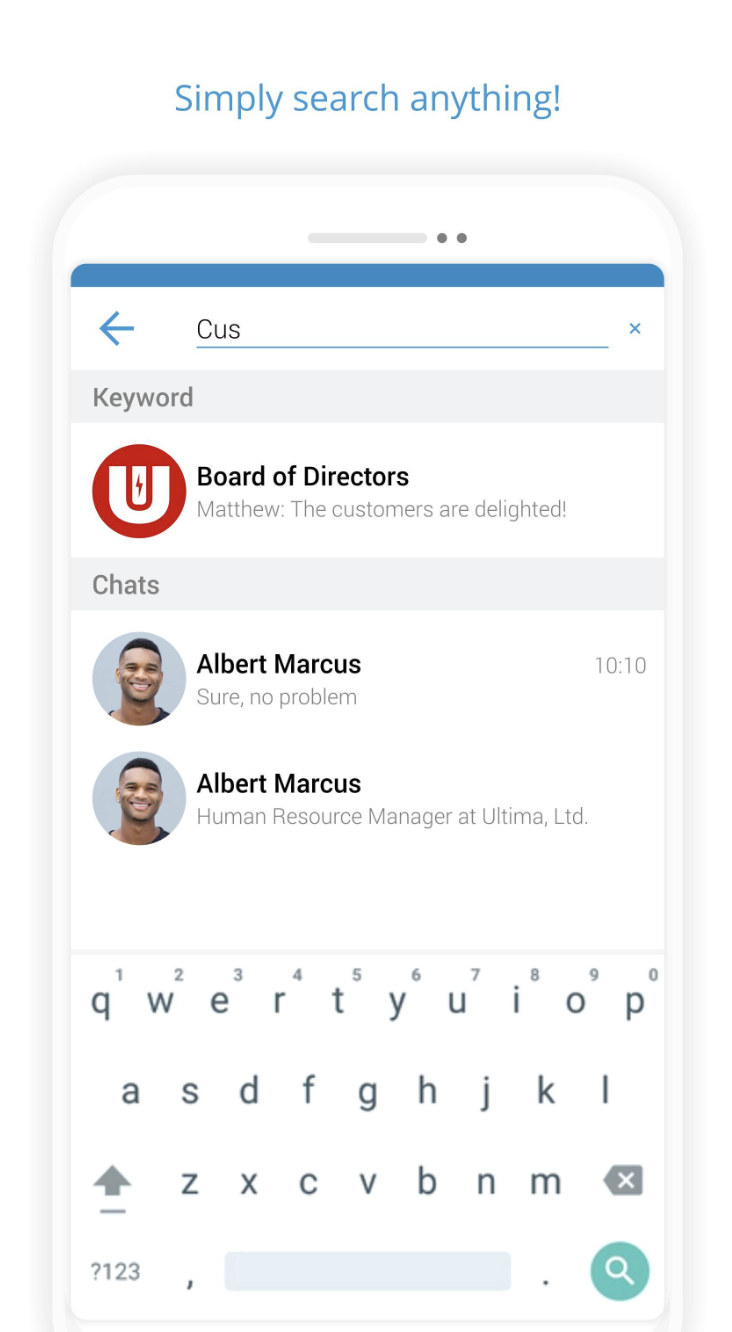 Simply search anything!
Cus
×
Keyword
U
Board of Directors
Matthew: The customers are delighted!
Chats
Albert Marcus
10:10
Sure, no problem
Albert Marcus
Human Resource Manager at Ultima, Ltd.
1 2 3 4 5 6 7 8 9 0
q w e r t y u i o p
a s d f g h j k l
z x c v b n m
?123 , .